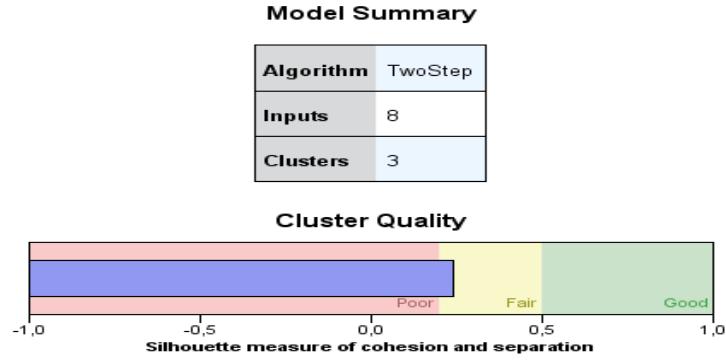 Model Summary
Algorithm TwoStep
Inputs 8
Clusters 3
Cluster Quality
Poor Fair Good
-1,0 -0,5 0,0 0,5 1,0
Silhouette measure of cohesion and separation